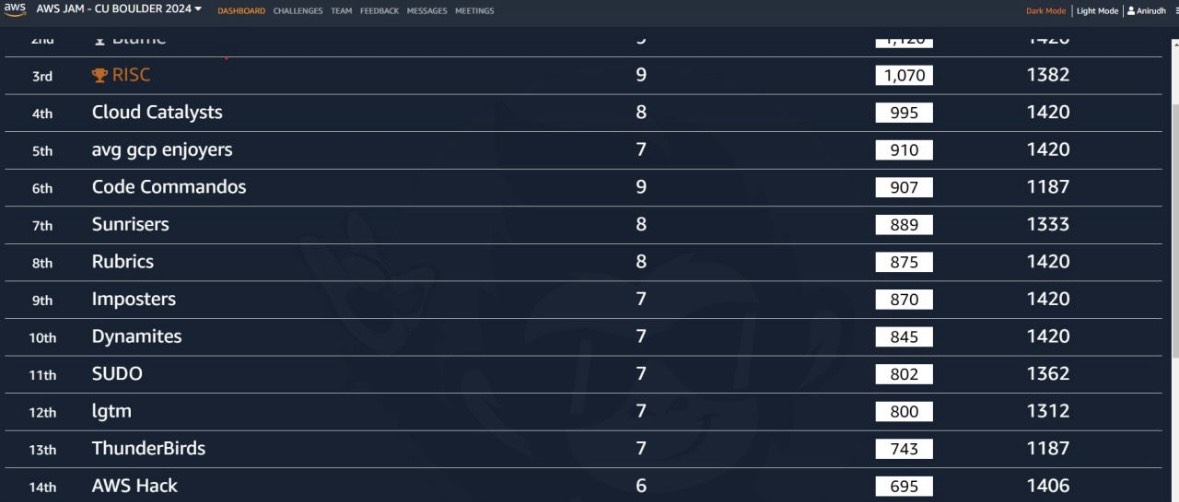 aws AWS JAM - CU BOULDER 2024 DASHBOARD CHALLENGES TEAM FEEDBACK MESSAGES MEETINGS Dark Mode | Light Mode | Anirudh
2nd Blume 9 1,120 1420
3rd RISC 9 1,070 1382
4th Cloud Catalysts 8 995 1420
5th avg gcp enjoyers 7 910 1420
6th Code Commandos 9 907 1187
7th Sunrisers 8 889 1333
8th Rubrics 8 875 1420
9th Imposters 7 870 1420
10th Dynamites 7 845 1420
11th SUDO 7 802 1362
12th lgtm 7 800 1312
13th ThunderBirds 7 743 1187
14th AWS Hack 6 695 1406